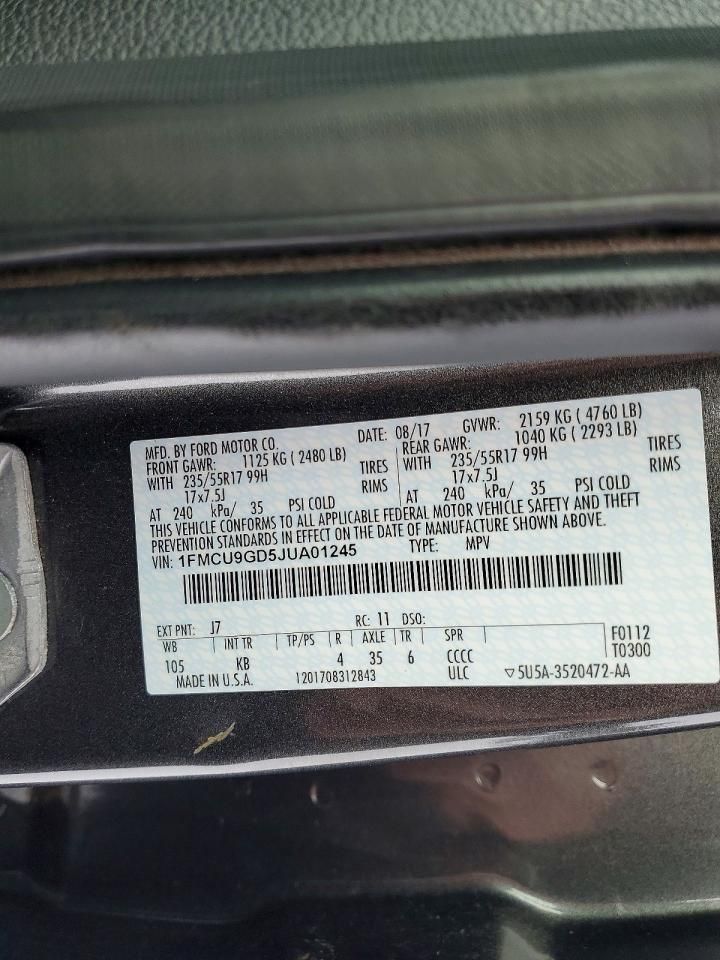 MFD. BY FORD MOTOR CO. DATE: 08/17 GVWR: 2159 KG ( 4760 LB)
FRONT GAWR: 1125 KG ( 2480 LB) REAR GAWR: 1040 KG ( 2293 LB)
WITH 235/55R17 99H TIRES WITH 235/55R17 99H TIRES
17x7.5J RIMS 17x7.5J RIMS
AT 240 kPa/ 35 PSI COLD AT 240 kPa/ 35 PSI COLD
THIS VEHICLE CONFORMS TO ALL APPLICABLE FEDERAL MOTOR VEHICLE SAFETY AND THEFT
PREVENTION STANDARDS IN EFFECT ON THE DATE OF MANUFACTURE SHOWN ABOVE.
VIN: 1FMCU9GD5JUA01245 TYPE: MPV
EXT PNT: J7 RC: 11 DSO:
WB INT TR TP/PS R AXLE TR SPR F0112
105 KB 4 35 6 CCCC T0300
MADE IN U.S.A. 1201708312843 ULC ▽5U5A-3520472-AA